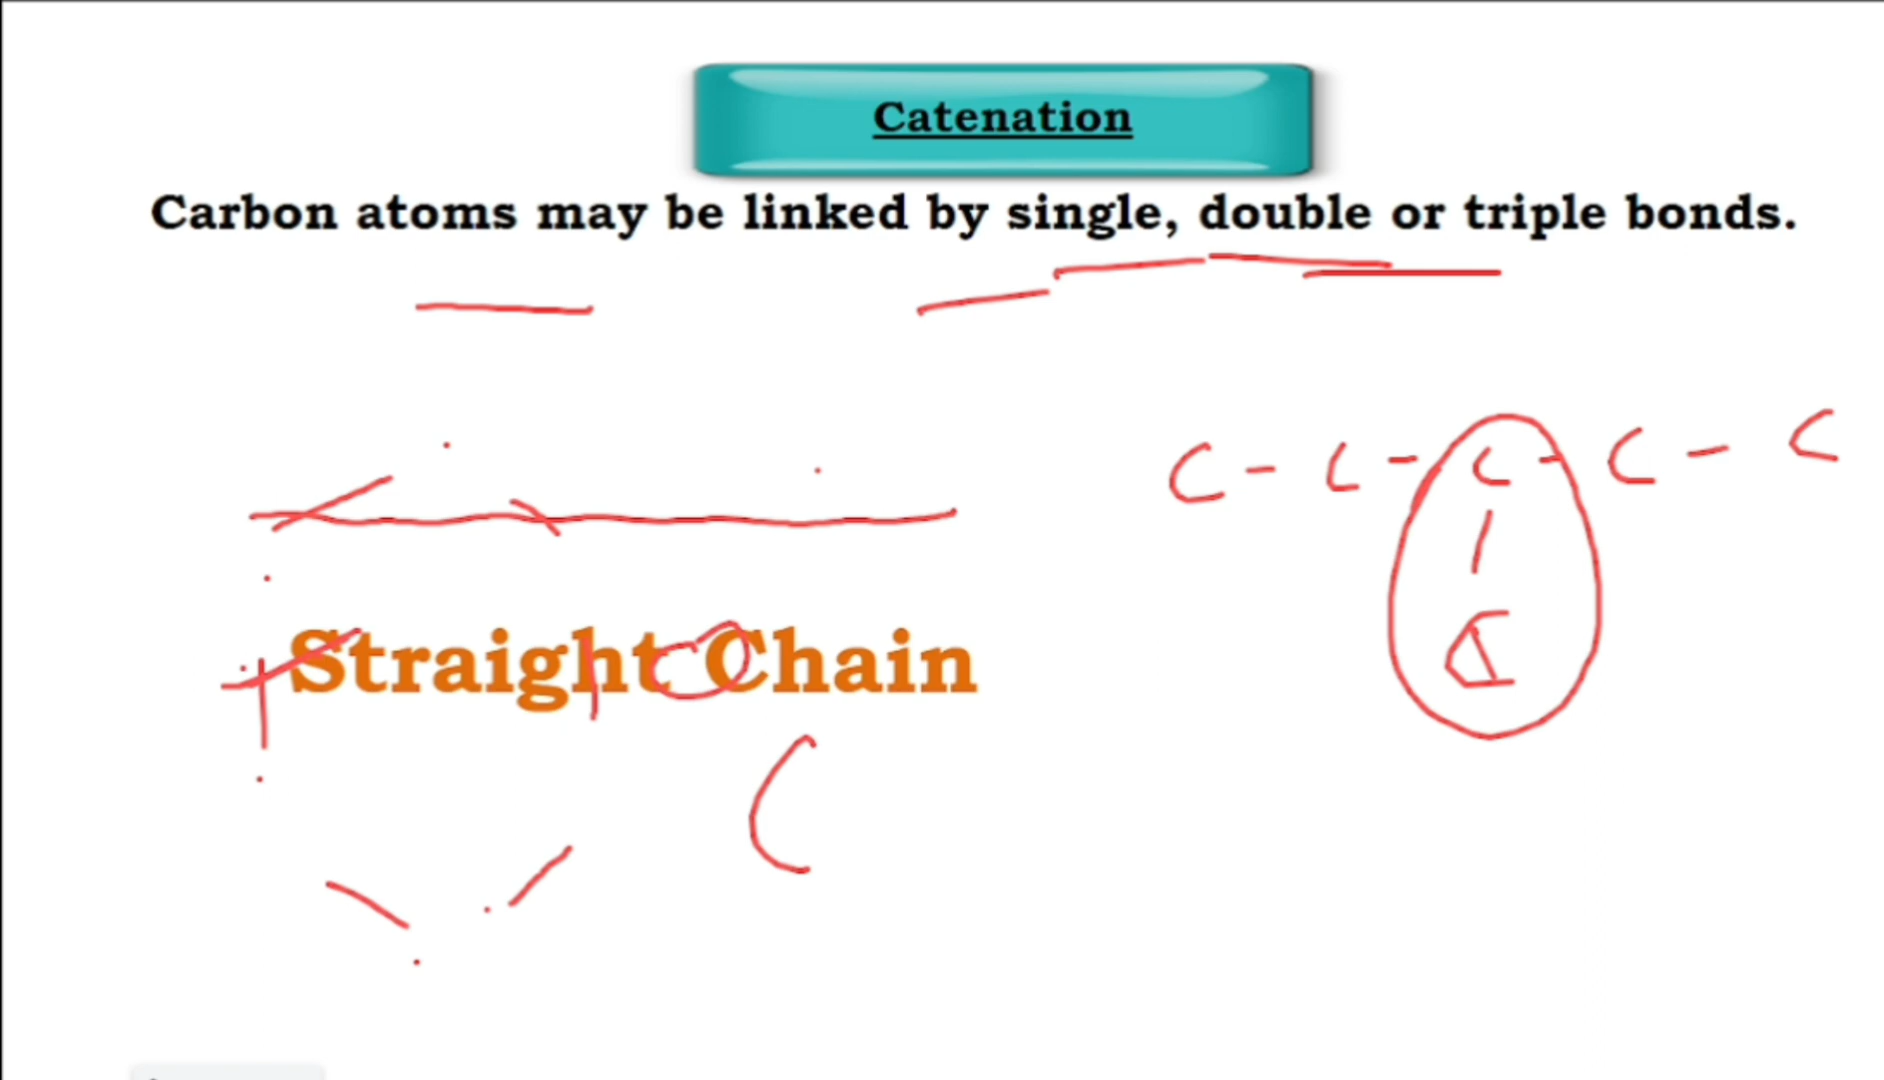 Catenation
Carbon atoms may be linked by single, double or triple bonds.
C - C - C - C - C
Straight Chain